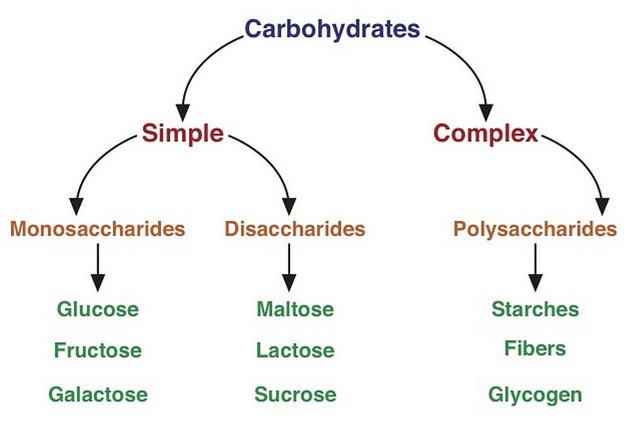 Carbohydrates
Simple
Complex
Monosaccharides
Disaccharides
Polysaccharides
Glucose
Maltose
Starches
Fructose
Lactose
Fibers
Galactose
Sucrose
Glycogen